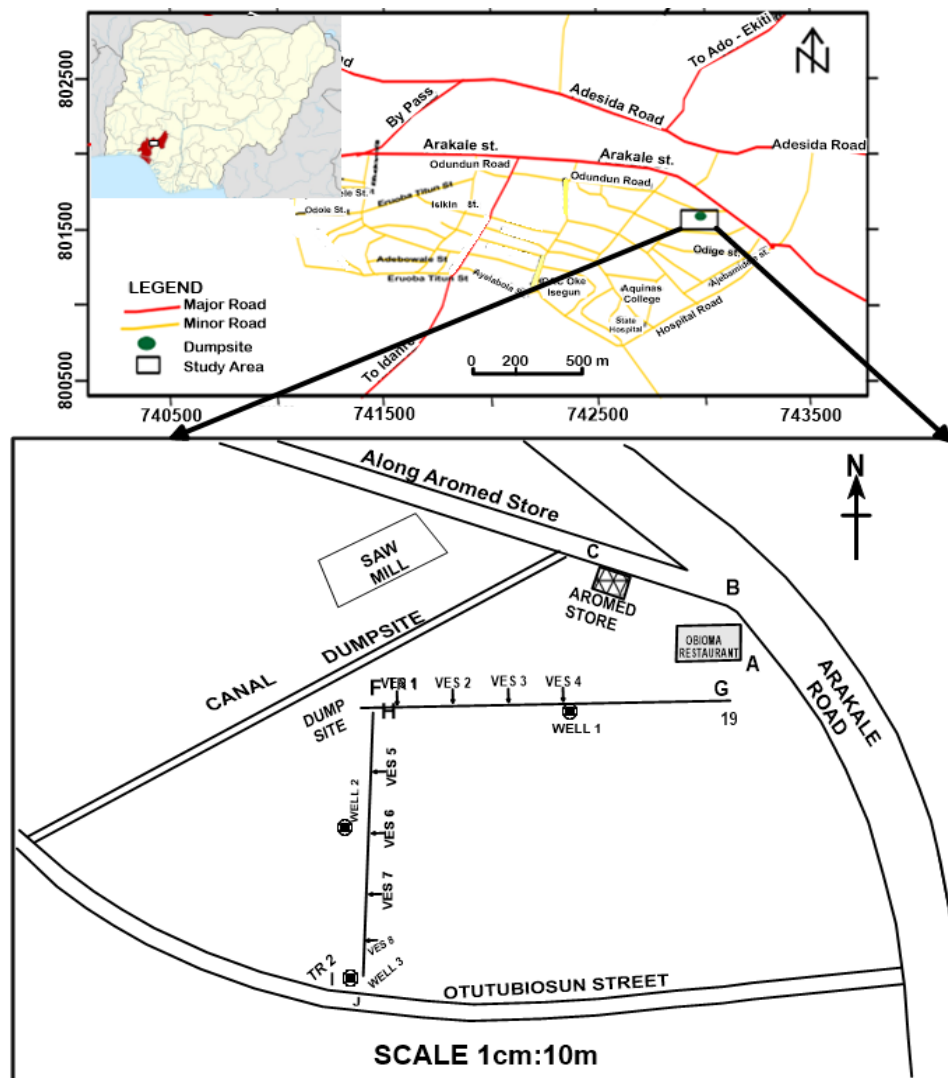 802500
801500
800500
To Ado - Ekiti
N
By Pass
Adesida Road
Adesida Road
Arakale st.
Arakale st.
Odundun Road
Odundun Road
Eruoba Titun St
Isikin St.
Odole St.
Odige st.
Adebowale St
Eruoba Titun St
Ayelabola st.
Oke
Isegun
Aquinas
College
State
Hospital
Hospital Road
To Idanre
LEGEND
Major Road
Minor Road
Dumpsite
Study Area
0 200 500 m
740500 741500 742500 743500
Along Aromed Store
N
SAW
MILL
C
B
AROMED
STORE
OBIOMA
RESTAURANT
A
CANAL DUMPSITE
ARAKALE
ROAD
F
VES 2 VES 3 VES 4
G
H
DUMP
SITE
WELL 1
19
VES 5
WELL 2
VES 6
VES 7
VES 8
TR 2
WELL 3
J
OTUTUBIOSUN STREET
SCALE 1cm:10m